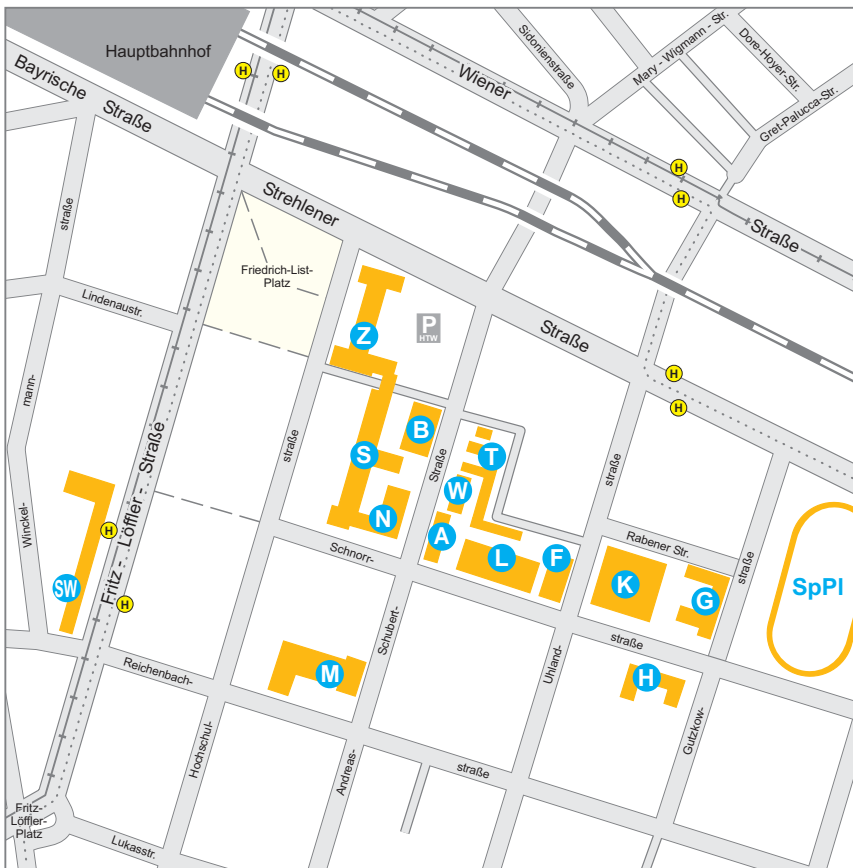 Hauptbahnhof
Bayrische
Straße
H
H
Wiener
Straße
Sidonienstraße
Mary - Wigmann - Str.
Dore-Hoyer-Str.
Gret-Palucca-Str.
H
H
Strehlener
Straße
Friedrich-List-
Platz
Lindenaustr.
straße
mann-
Winckel-
Z
P
HTW
H
H
B
S
N
Straße
T
W
A
L
F
straße
straße
Rabener Str.
K
G
straße
SpPl
H
SW
H
Fritz - Löffler - Straße
Schnorr-
straße
Reichenbach-
straße
M
Schubert-
Andreas-
Hochschul-
Uhland-
H
Gutzkow-
Fritz-
Löffler-
Platz
Lukasstr.